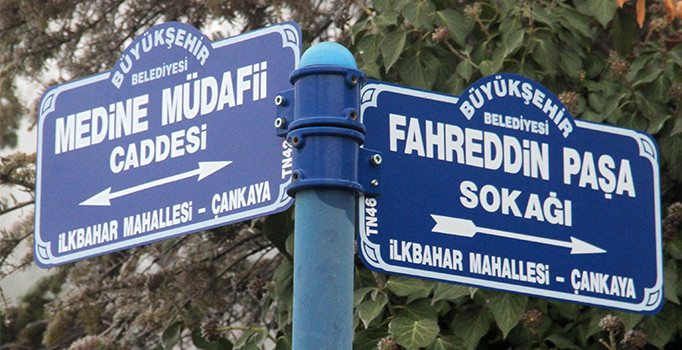 BÜYÜKŞEHİR
BELEDİYESİ
MEDİNE MÜDAFİİ
CADDESİ
İLKBAHAR MAHALLESİ - ÇANKAYA
BÜYÜKŞEHİR
BELEDİYESİ
FAHREDDİN PAŞA
SOKAĞI
İLKBAHAR MAHALLESİ - ÇANKAYA